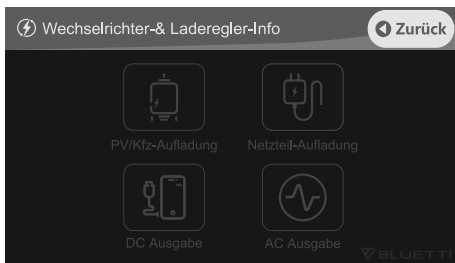 Wechselrichter-& Laderegler-Info
Zurück
PV/Kfz-Aufladung
Netzteil-Aufladung
DC Ausgabe
AC Ausgabe
BLUETTI